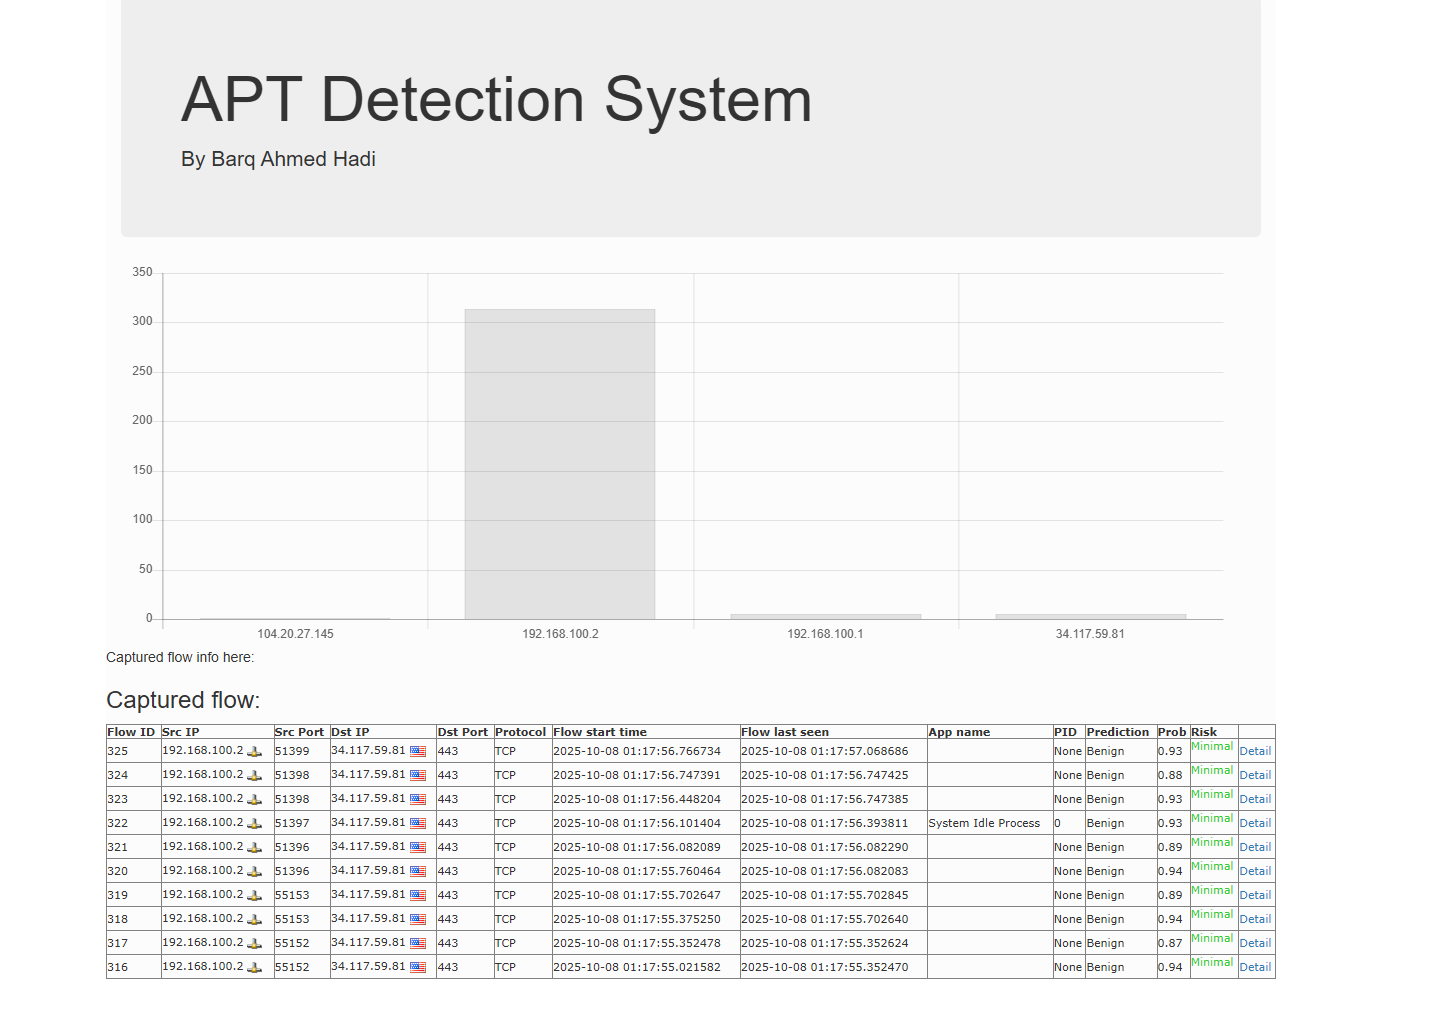 APT Detection System
By Barq Ahmed Hadi
350
300
250
200
150
100
50
0
104.20.27.145 192.168.100.2 192.168.100.1 34.117.59.81
Captured flow info here:
Captured flow:
Flow ID Src IP Src Port Dst IP Dst Port Protocol Flow start time Flow last seen App name PID Prediction Prob Risk
325 192.168.100.2 51399 34.117.59.81 443 TCP 2025-10-08 01:17:56.766734 2025-10-08 01:17:57.068686 None Benign 0.93 Minimal Detail
324 192.168.100.2 51398 34.117.59.81 443 TCP 2025-10-08 01:17:56.747391 2025-10-08 01:17:56.747425 None Benign 0.88 Minimal Detail
323 192.168.100.2 51398 34.117.59.81 443 TCP 2025-10-08 01:17:56.448204 2025-10-08 01:17:56.747385 None Benign 0.93 Minimal Detail
322 192.168.100.2 51397 34.117.59.81 443 TCP 2025-10-08 01:17:56.101404 2025-10-08 01:17:56.393811 System Idle Process 0 Benign 0.93 Minimal Detail
321 192.168.100.2 51396 34.117.59.81 443 TCP 2025-10-08 01:17:56.082089 2025-10-08 01:17:56.082290 None Benign 0.89 Minimal Detail
320 192.168.100.2 51396 34.117.59.81 443 TCP 2025-10-08 01:17:55.760464 2025-10-08 01:17:56.082083 None Benign 0.94 Minimal Detail
319 192.168.100.2 55153 34.117.59.81 443 TCP 2025-10-08 01:17:55.702647 2025-10-08 01:17:55.702845 None Benign 0.89 Minimal Detail
318 192.168.100.2 55153 34.117.59.81 443 TCP 2025-10-08 01:17:55.375250 2025-10-08 01:17:55.702640 None Benign 0.94 Minimal Detail
317 192.168.100.2 55152 34.117.59.81 443 TCP 2025-10-08 01:17:55.352478 2025-10-08 01:17:55.352624 None Benign 0.87 Minimal Detail
316 192.168.100.2 55152 34.117.59.81 443 TCP 2025-10-08 01:17:55.021582 2025-10-08 01:17:55.352470 None Benign 0.94 Minimal Detail